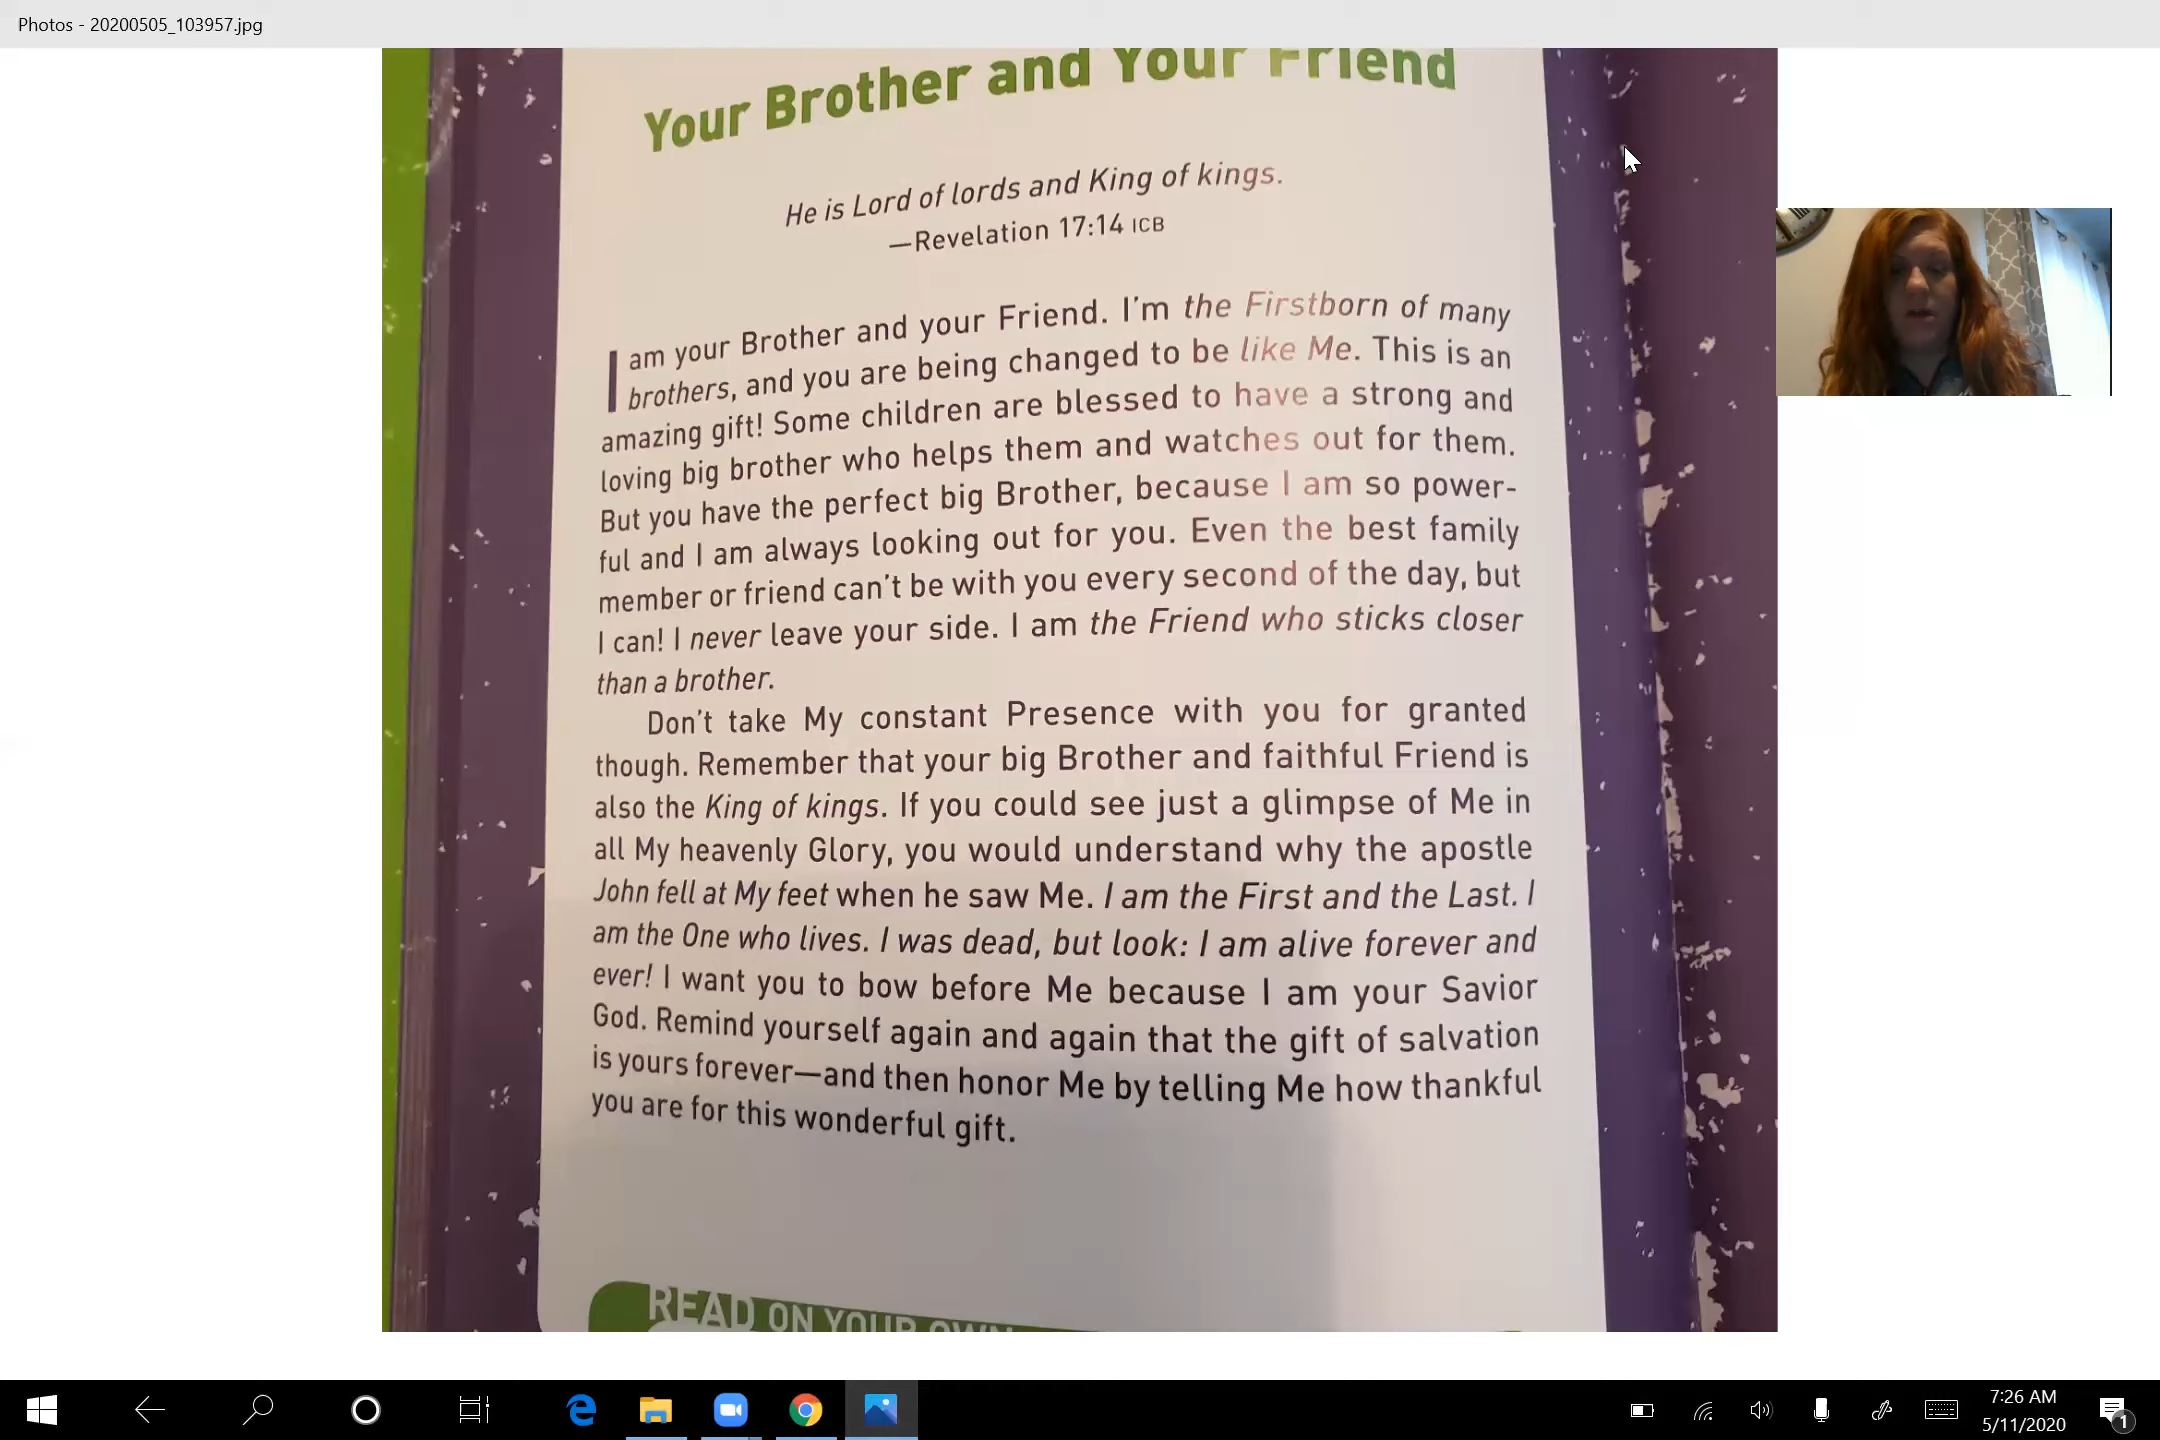 Photos - 20200505_103957.jpg
Your Brother and Your Friend
He is Lord of lords and King of kings.
—Revelation 17:14 ICB
I am your Brother and your Friend. I'm the Firstborn of many
brothers, and you are being changed to be like Me. This is an
amazing gift! Some children are blessed to have a strong and
loving big brother who helps them and watches out for them.
But you have the perfect big Brother, because I am so power-
ful and I am always looking out for you. Even the best family
member or friend can't be with you every second of the day, but
I can! I never leave your side. I am the Friend who sticks closer
than a brother.
Don't take My constant Presence with you for granted
though. Remember that your big Brother and faithful Friend is
also the King of kings. If you could see just a glimpse of Me in
all My heavenly Glory, you would understand why the apostle
John fell at My feet when he saw Me. I am the First and the Last. I
am the One who lives. I was dead, but look: I am alive forever and
ever! I want you to bow before Me because I am your Savior
God. Remind yourself again and again that the gift of salvation
is yours forever—and then honor Me by telling Me how thankful
you are for this wonderful gift.
READ ON YOUR OWN
7:26 AM
5/11/2020
1